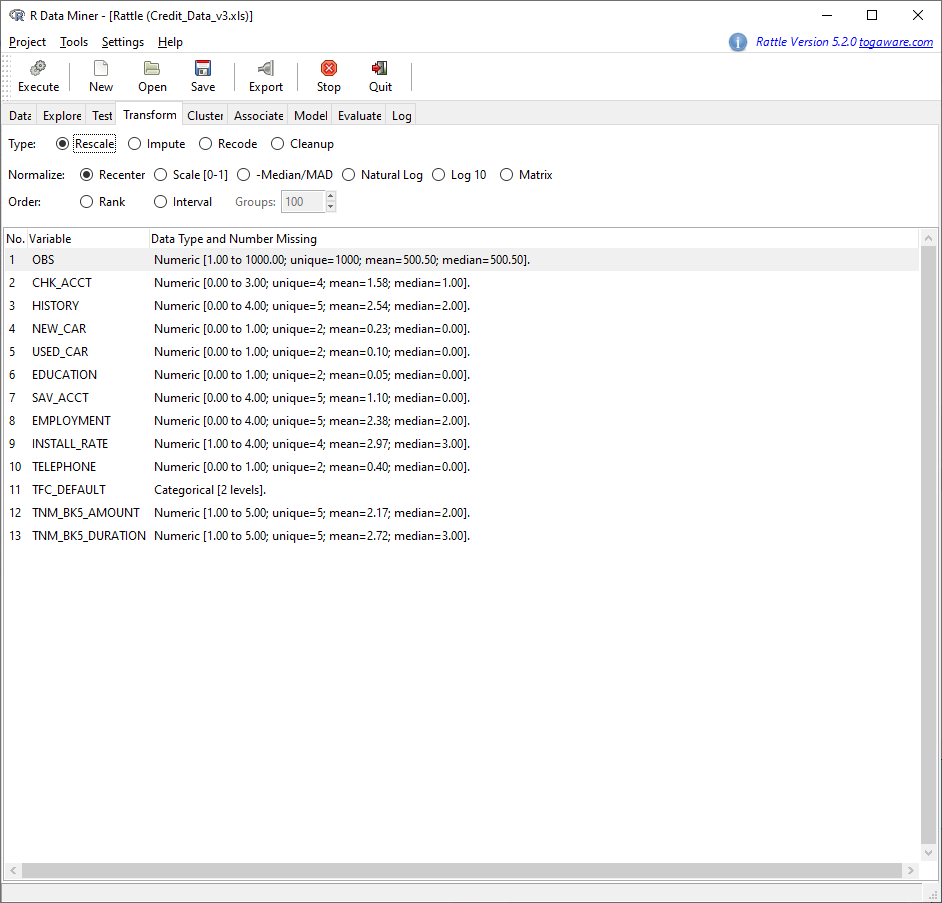 R Data Miner - [Rattle (Credit_Data_v3.xls)]
Project Tools Settings Help Rattle Version 5.2.0 togaware.com
Execute New Open Save Export Stop Quit
Data Explore Test Transform Cluster Associate Model Evaluate Log
Type: Rescale Impute Recode Cleanup
Normalize: Recenter Scale [0-1] -Median/MAD Natural Log Log 10 Matrix
Order: Rank Interval Groups: 100
No. Variable Data Type and Number Missing
1 OBS Numeric [1.00 to 1000.00; unique=1000; mean=500.50; median=500.50].
2 CHK_ACCT Numeric [0.00 to 3.00; unique=4; mean=1.58; median=1.00].
3 HISTORY Numeric [0.00 to 4.00; unique=5; mean=2.54; median=2.00].
4 NEW_CAR Numeric [0.00 to 1.00; unique=2; mean=0.23; median=0.00].
5 USED_CAR Numeric [0.00 to 1.00; unique=2; mean=0.10; median=0.00].
6 EDUCATION Numeric [0.00 to 1.00; unique=2; mean=0.05; median=0.00].
7 SAV_ACCT Numeric [0.00 to 4.00; unique=5; mean=1.10; median=0.00].
8 EMPLOYMENT Numeric [0.00 to 4.00; unique=5; mean=2.38; median=2.00].
9 INSTALL_RATE Numeric [1.00 to 4.00; unique=4; mean=2.97; median=3.00].
10 TELEPHONE Numeric [0.00 to 1.00; unique=2; mean=0.40; median=0.00].
11 TFC_DEFAULT Categorical [2 levels].
12 TNM_BK5_AMOUNT Numeric [1.00 to 5.00; unique=5; mean=2.17; median=2.00].
13 TNM_BK5_DURATION Numeric [1.00 to 5.00; unique=5; mean=2.72; median=3.00].